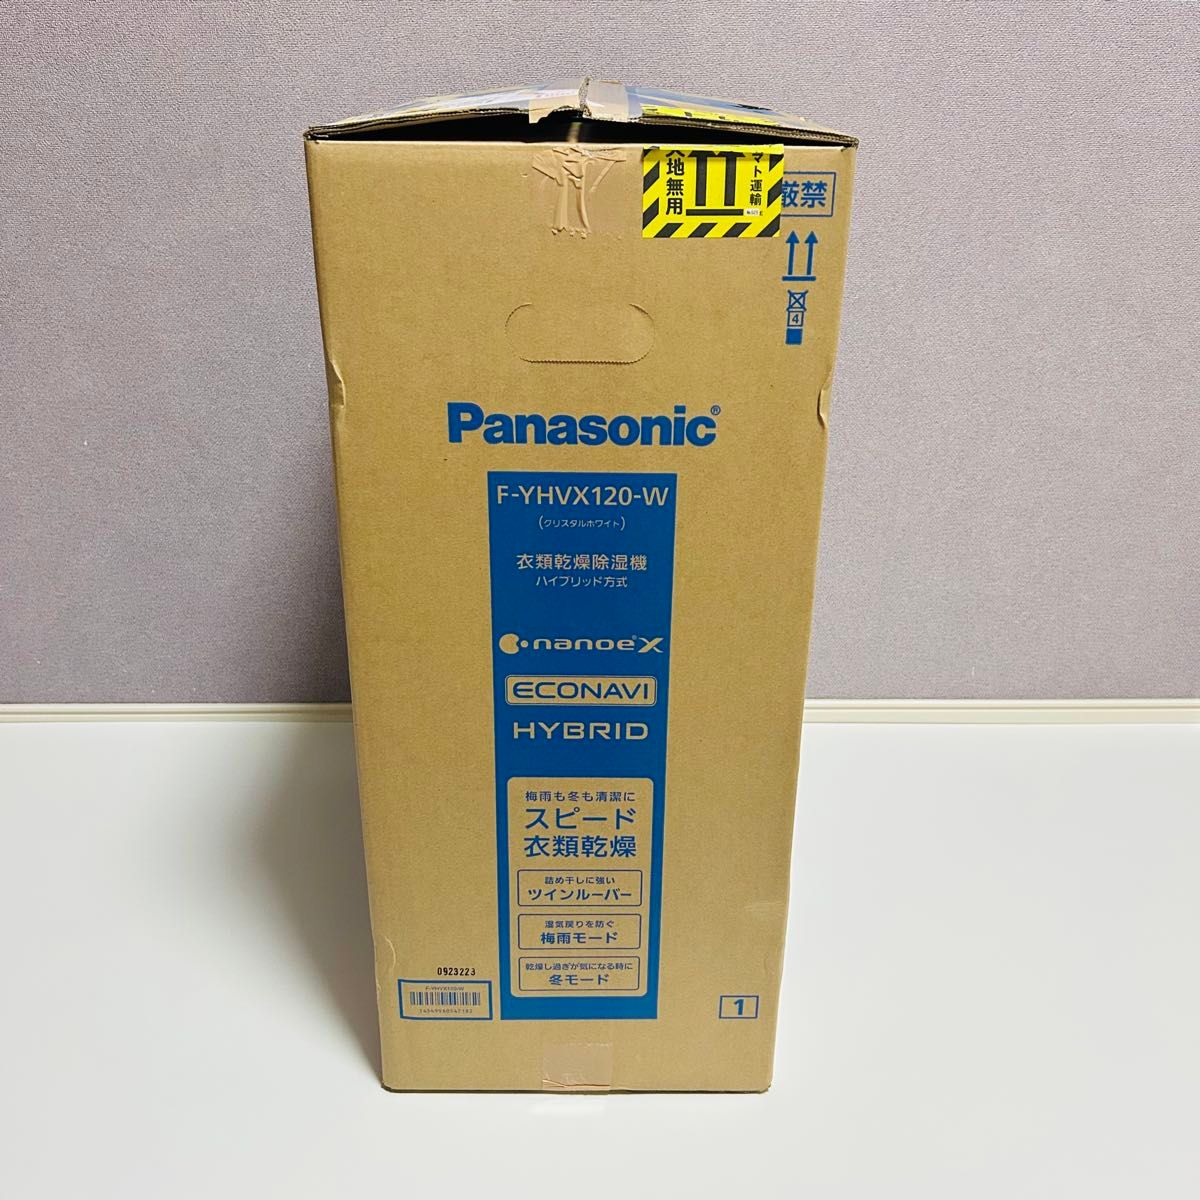 天地無用
マト運輸
厳禁
4
Panasonic®
F-YHVX120-W
(クリスタルホワイト)
衣類乾燥除湿機
ハイブリッド方式
nanoe X
ECONAVI
HYBRID
梅雨も冬も清潔に
スピード
衣類乾燥
詰め干しに強い
ツインルーバー
湿気戻りを防ぐ
梅雨モード
乾燥し過ぎが気になる時に
冬モード
0923223
F-YHVX120-W
1